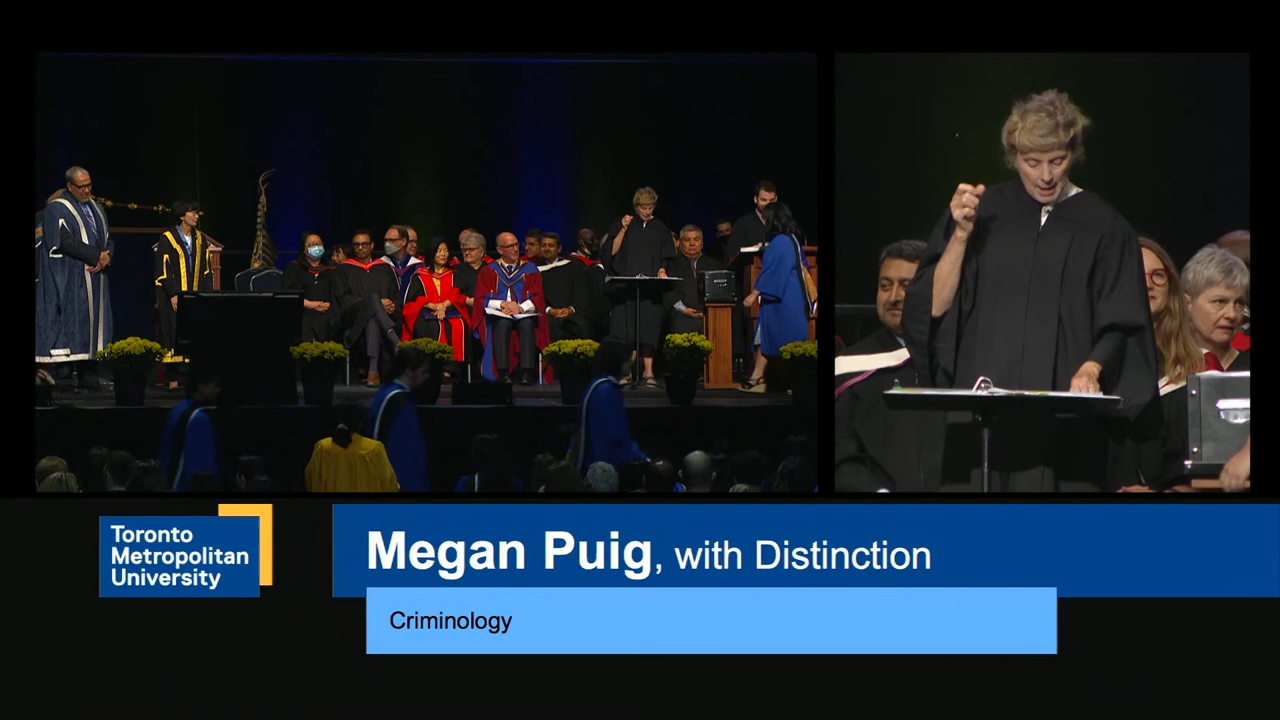 Toronto
Metropolitan
University
Megan Puig, with Distinction
Criminology